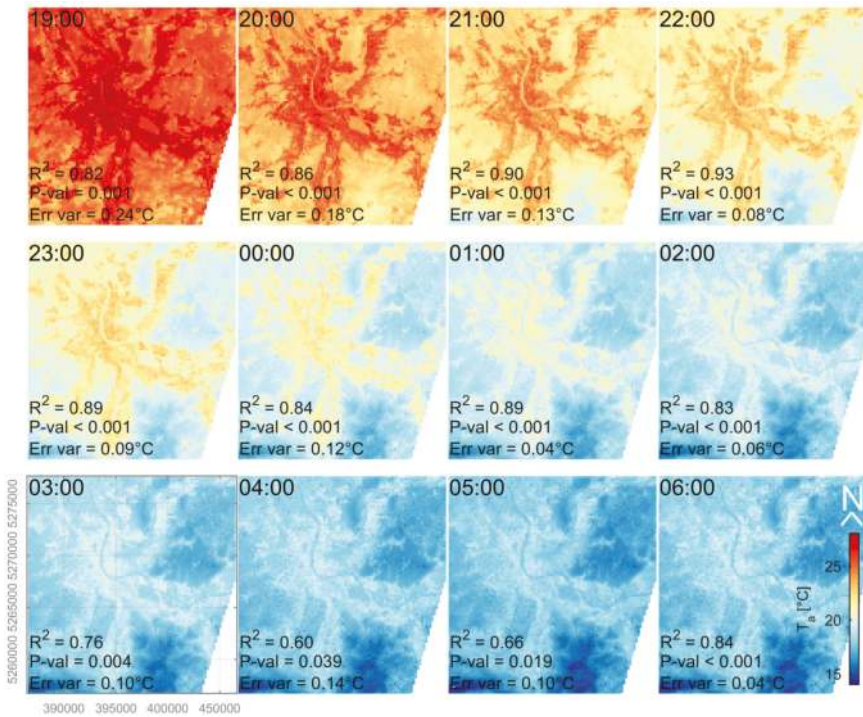 19:00
R² = 0.82
P-val = 0.001
Err var = 0.24°C
20:00
R² = 0.86
P-val < 0.001
Err var = 0.18°C
21:00
R² = 0.90
P-val < 0.001
Err var = 0.13°C
22:00
R² = 0.93
P-val < 0.001
Err var = 0.08°C
23:00
R² = 0.89
P-val < 0.001
Err var = 0.09°C
00:00
R² = 0.84
P-val < 0.001
Err var = 0.12°C
01:00
R² = 0.89
P-val < 0.001
Err var = 0.04°C
02:00
R² = 0.83
P-val < 0.001
Err var = 0.06°C
03:00
R² = 0.76
P-val = 0.004
Err var = 0.10°C
5275000
5270000
5265000
5260000
390000 395000 400000 450000
04:00
R² = 0.60
P-val = 0.039
Err var = 0.14°C
05:00
R² = 0.66
P-val = 0.019
Err var = 0.10°C
06:00
R² = 0.84
P-val < 0.001
Err var = 0.04°C
N
25
20
15
Ta [°C]